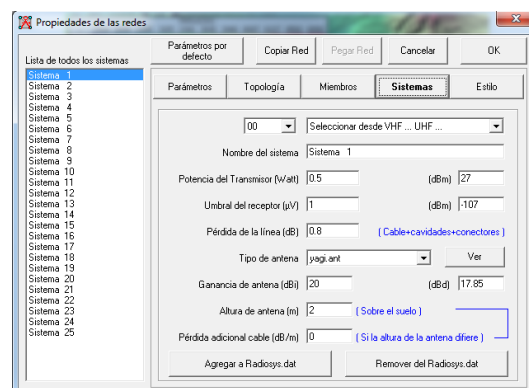 Propiedades de las redes
Parámetros por defecto
Copiar Red
Pegar Red
Cancelar
OK
Lista de todos los sistemas
Sistema 1
Sistema 2
Sistema 3
Sistema 4
Sistema 5
Sistema 6
Sistema 7
Sistema 8
Sistema 9
Sistema 10
Sistema 11
Sistema 12
Sistema 13
Sistema 14
Sistema 15
Sistema 16
Sistema 17
Sistema 18
Sistema 19
Sistema 20
Sistema 21
Sistema 22
Sistema 23
Sistema 24
Sistema 25
Parámetros
Topología
Miembros
Sistemas
Estilo
00
Seleccionar desde VHF ... UHF ...
Nombre del sistema Sistema 1
Potencia del Transmisor (Watt) 0.5 (dBm) 27
Umbral del receptor (µV) 1 (dBm) -107
Pérdida de la línea (dB) 0.8 ( Cable+cavidades+conectores )
Tipo de antena yagi.ant Ver
Ganancia de antena (dBi) 20 (dBd) 17.85
Altura de antena (m) 2 ( Sobre el suelo )
Pérdida adicional cable (dB/m) 0 ( Si la altura de la antena difiere )
Agregar a Radiosys.dat
Remover del Radiosys.dat